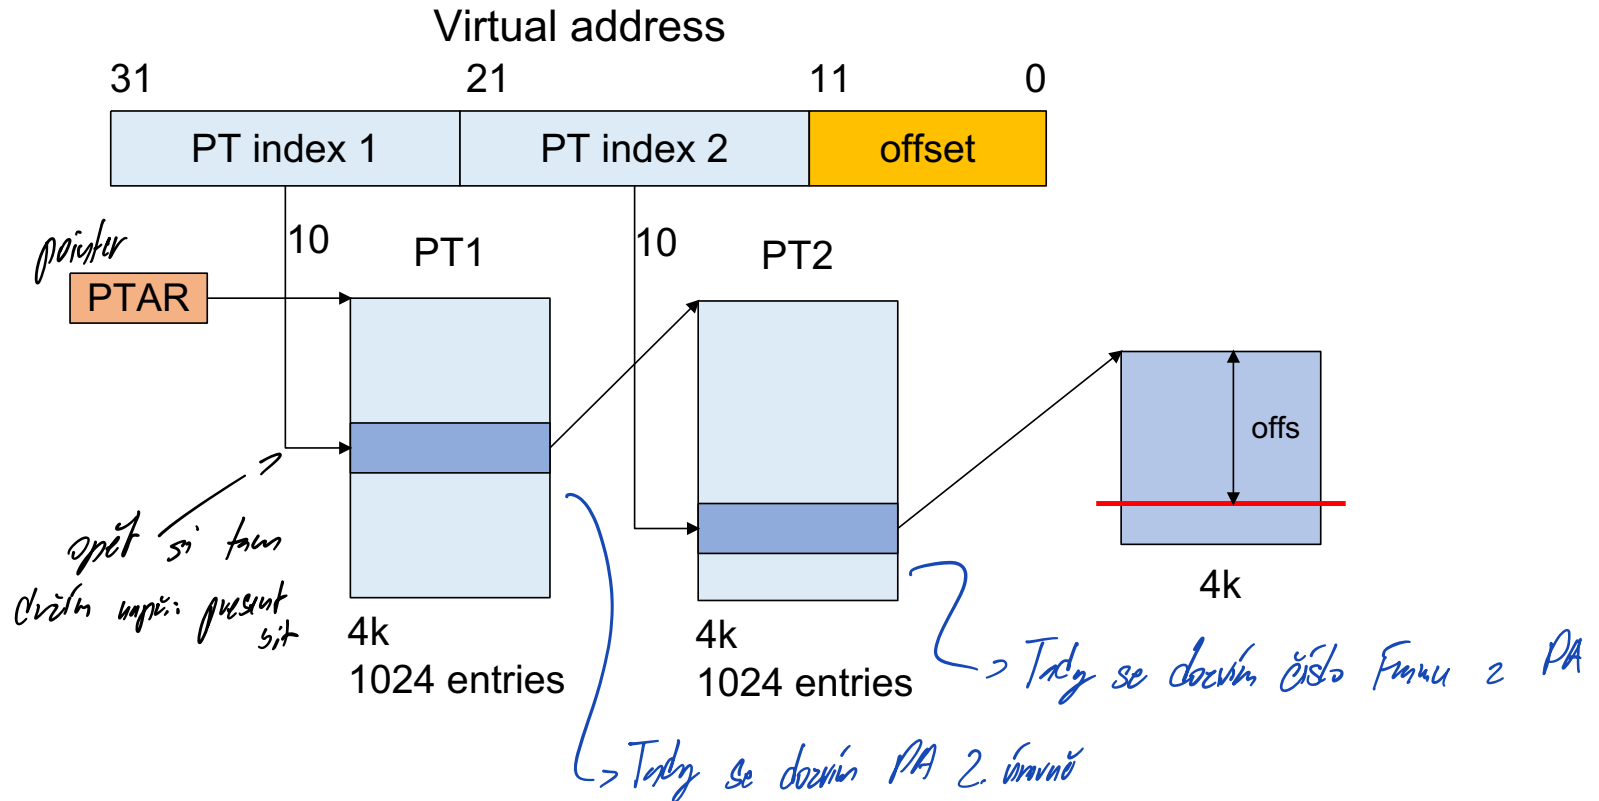 Virtual address
31 21 11 0
PT index 1 PT index 2 offset
pointer
10 PT1 10 PT2
PTAR
offs
opět si tam
držím např.: present
bit
4k
4k
1024 entries
4k
1024 entries
Tady se dozvím číslo Framu z PA
Tady se dozvím PA 2. úrovně